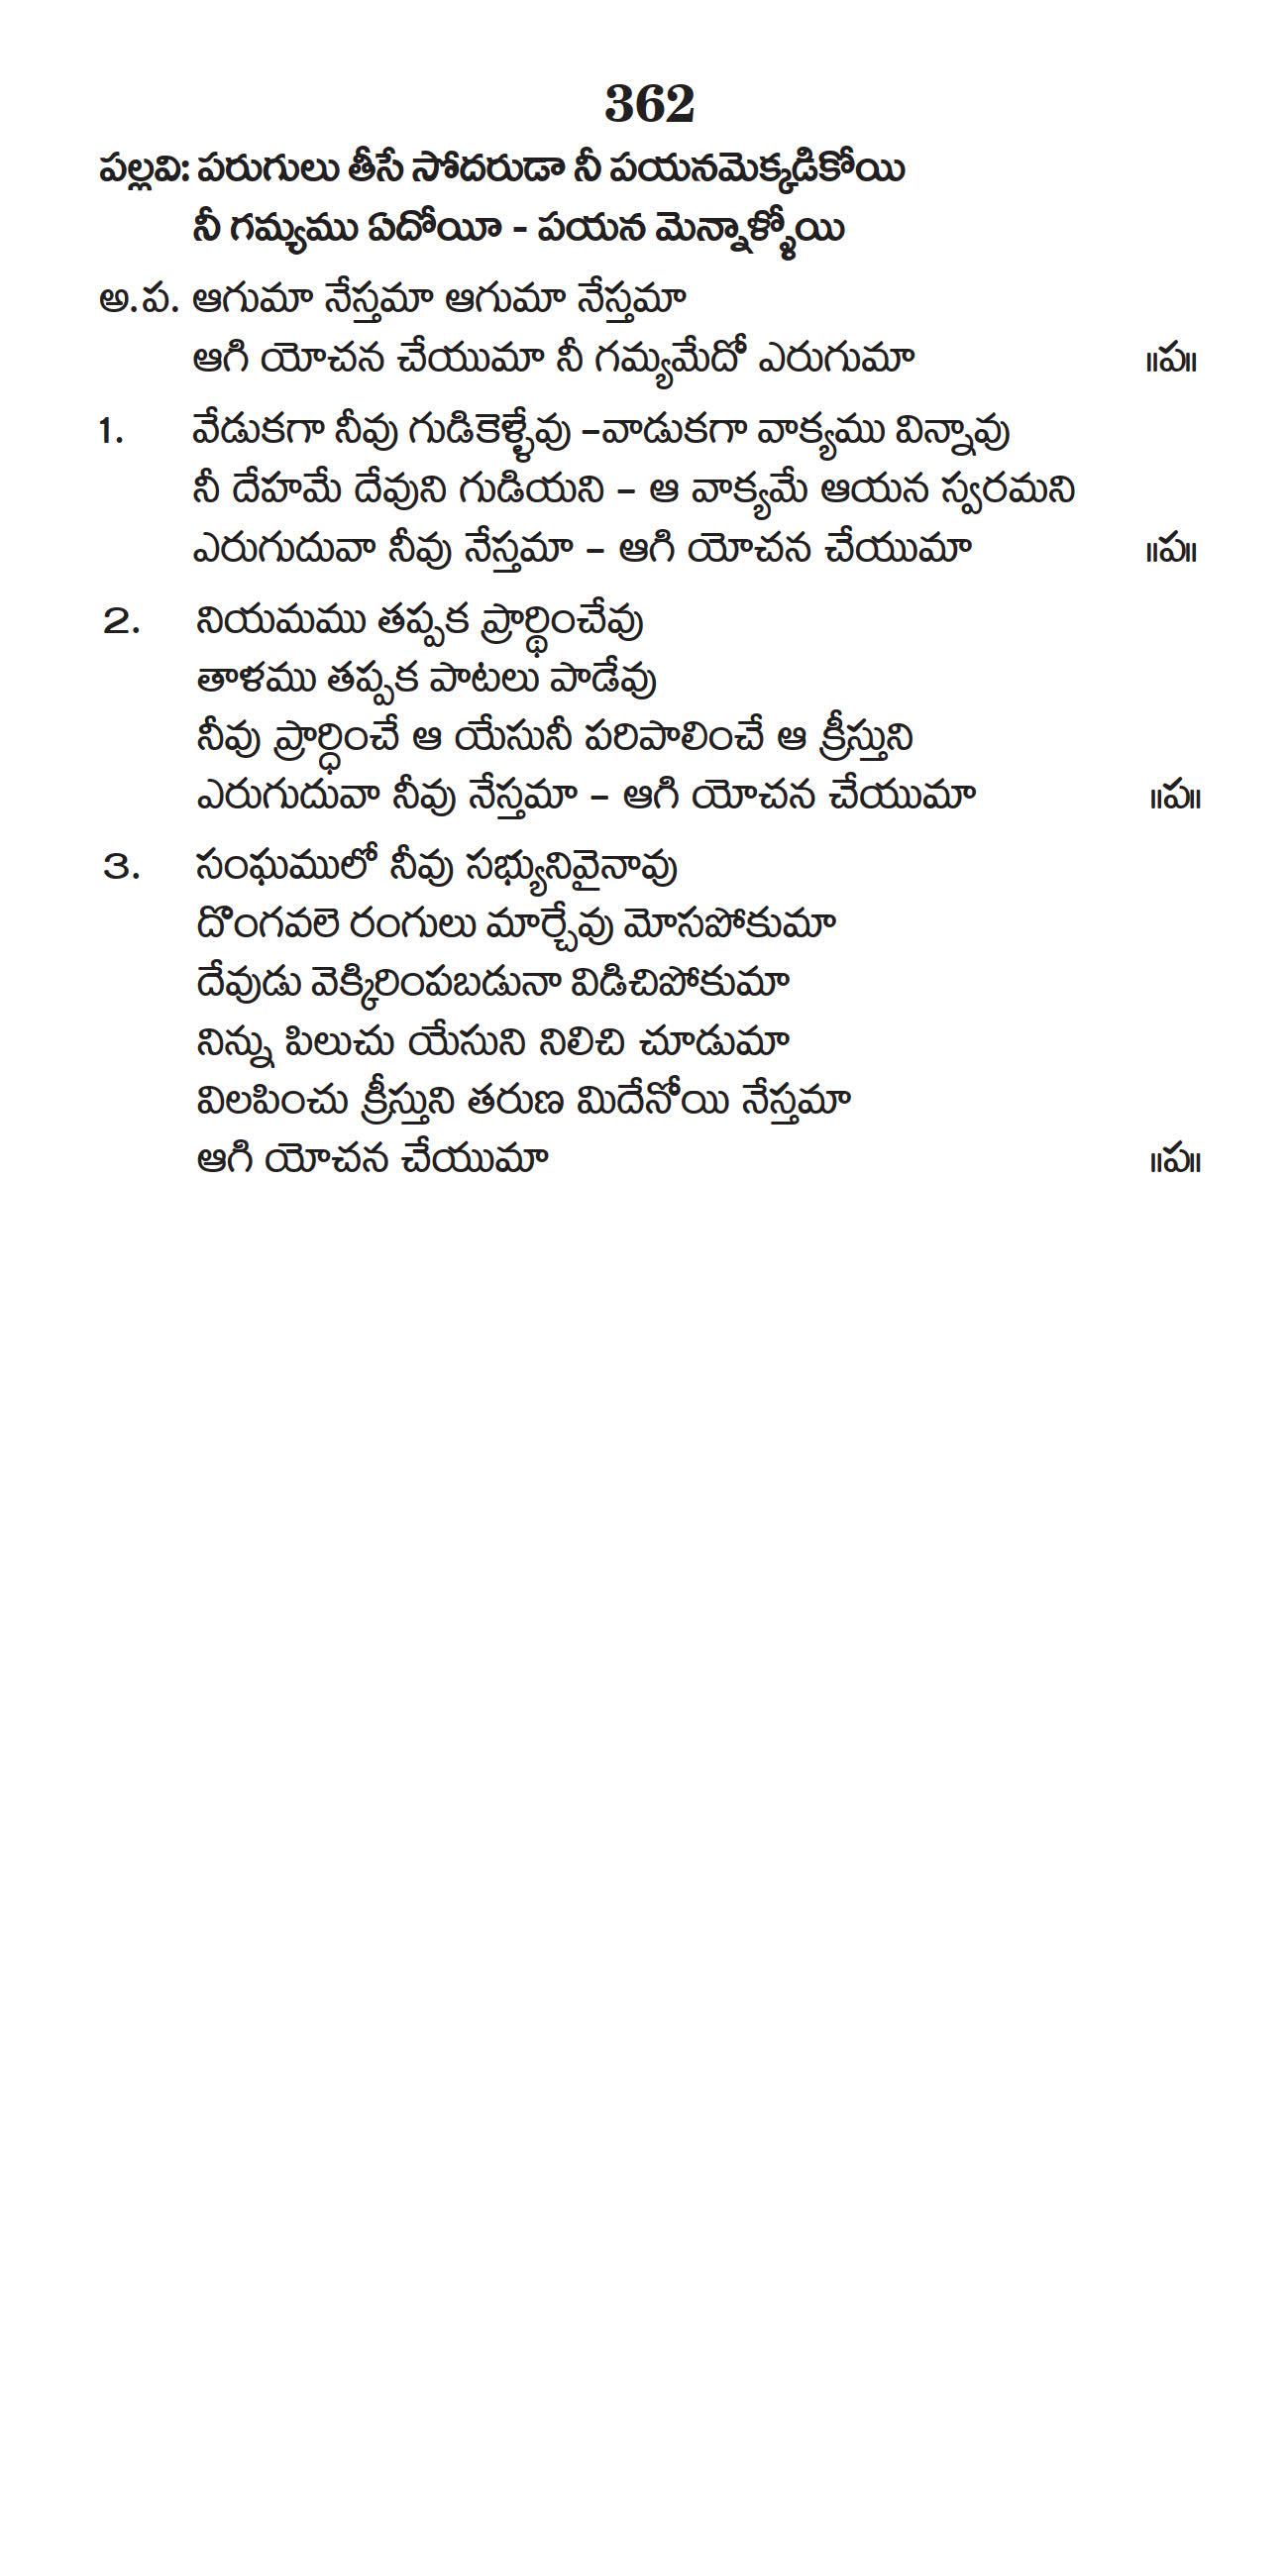 362
పల్లవి: పరుగులు తీసే సోదరుడా నీ పయనమెక్కడికోయి
నీ గమ్యము ఏదోయీ - పయన మెన్నాళ్ళోయి
అ.ప. ఆగుమా నేస్తమా ఆగుమా నేస్తమా
ఆగి యోచన చేయుమా నీ గమ్యమేదో ఎరుగుమా ॥ప॥
1. వేడుకగా నీవు గుడికెళ్ళేవు –వాడుకగా వాక్యము విన్నావు
నీ దేహమే దేవుని గుడియని – ఆ వాక్యమే ఆయన స్వరమని
ఎరుగుదువా నీవు నేస్తమా – ఆగి యోచన చేయుమా ॥ప॥
2. నియమము తప్పక ప్రార్థించేవు
తాళము తప్పక పాటలు పాడేవు
నీవు ప్రార్ధించే ఆ యేసునీ పరిపాలించే ఆ క్రీస్తుని
ఎరుగుదువా నీవు నేస్తమా – ఆగి యోచన చేయుమా ॥ప॥
3. సంఘములో నీవు సభ్యునివైనావు
దొంగవలె రంగులు మార్చేవు మోసపోకుమా
దేవుడు వెక్కిరింపబడునా విడిచిపోకుమా
నిన్ను పిలుచు యేసుని నిలిచి చూడుమా
విలపించు క్రీస్తుని తరుణ మిదేనోయి నేస్తమా
ఆగి యోచన చేయుమా ॥ప॥